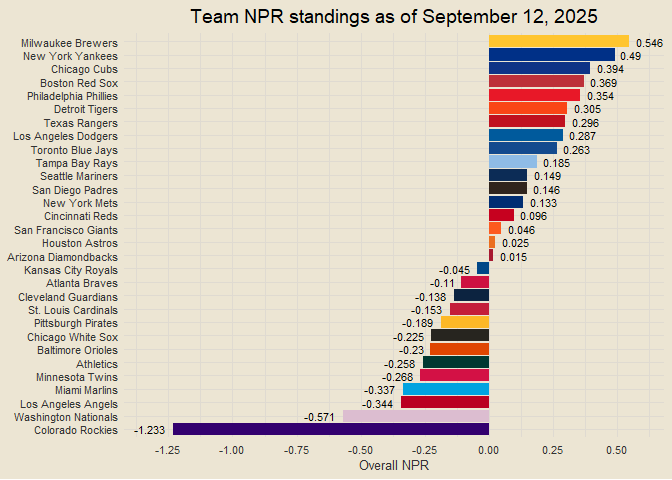 Team NPR standings as of September 12, 2025
Milwaukee Brewers 0.546
New York Yankees 0.49
Chicago Cubs 0.394
Boston Red Sox 0.369
Philadelphia Phillies 0.354
Detroit Tigers 0.305
Texas Rangers 0.296
Los Angeles Dodgers 0.287
Toronto Blue Jays 0.263
Tampa Bay Rays 0.185
Seattle Mariners 0.149
San Diego Padres 0.146
New York Mets 0.133
Cincinnati Reds 0.096
San Francisco Giants 0.046
Houston Astros 0.025
Arizona Diamondbacks 0.015
Kansas City Royals -0.045
Atlanta Braves -0.11
Cleveland Guardians -0.138
St. Louis Cardinals -0.153
Pittsburgh Pirates -0.189
Chicago White Sox -0.225
Baltimore Orioles -0.23
Athletics -0.258
Minnesota Twins -0.268
Miami Marlins -0.337
Los Angeles Angels -0.344
Washington Nationals -0.571
Colorado Rockies -1.233
-1.25 -1.00 -0.75 -0.50 -0.25 0.00 0.25 0.50
Overall NPR